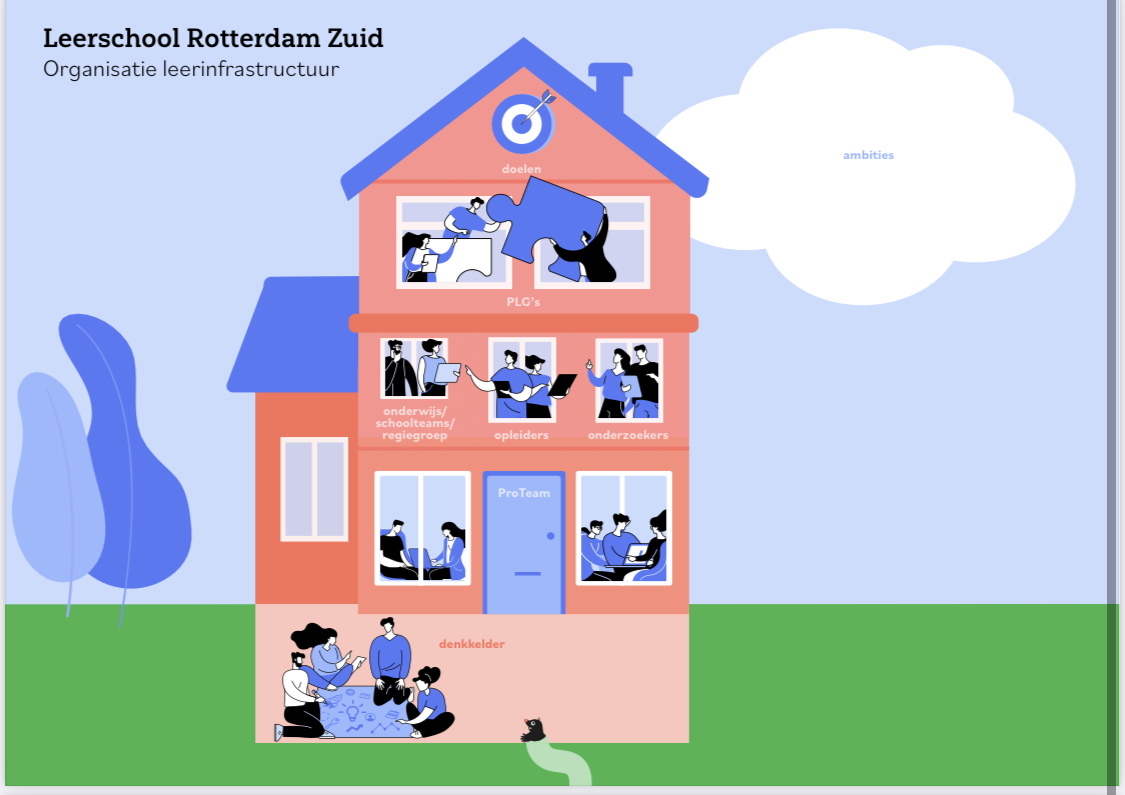 Leerschool Rotterdam Zuid
Organisatie leerinfrastructuur
ambities
doelen
PLG's
onderwijs/
schoolteams/
regiegroep
opleiders
onderzoekers
ProTeam
denkkelder